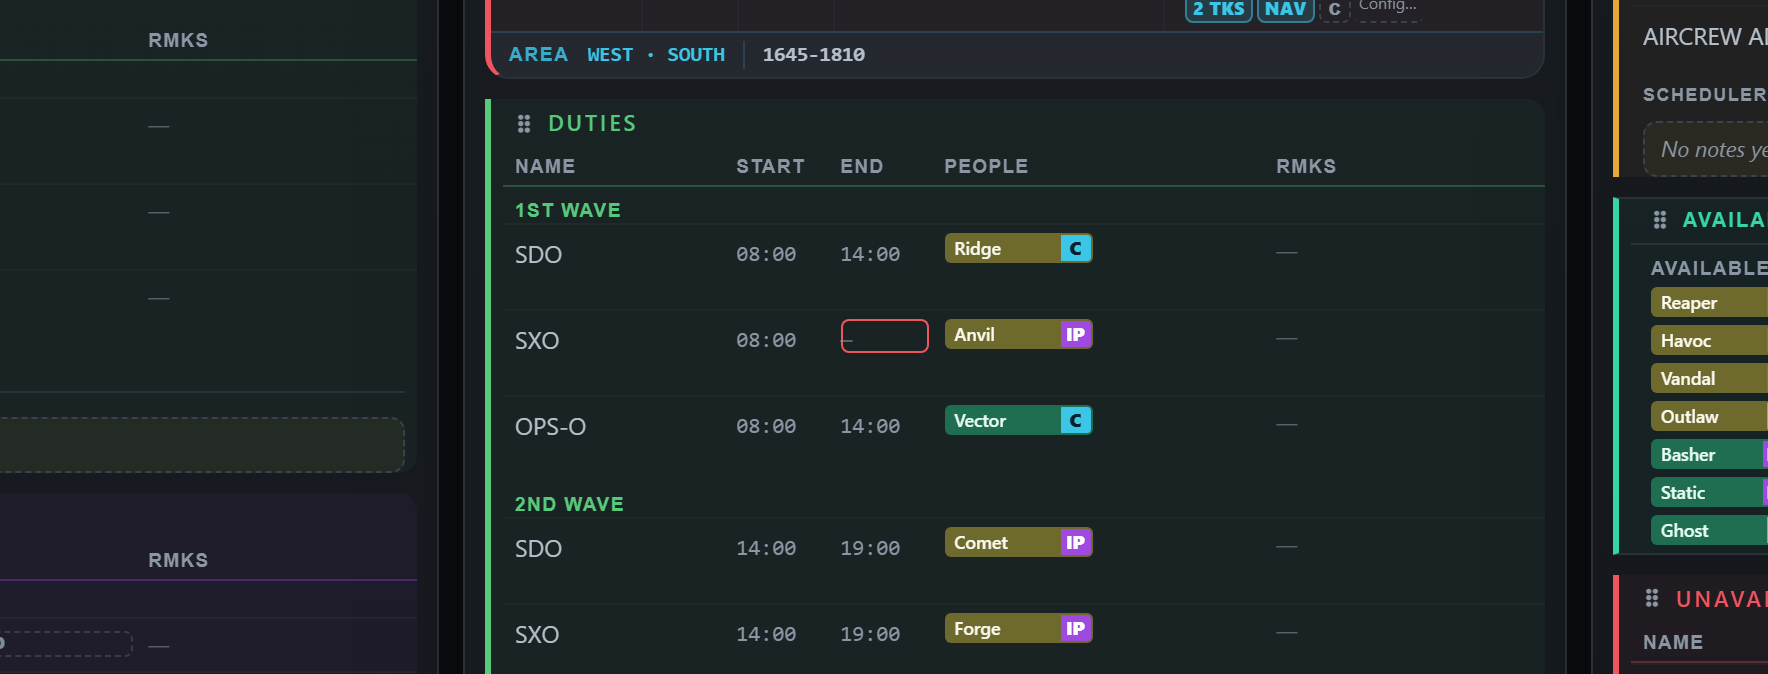 RMKS
—
—
—
RMKS
—
2 TKS NAV C Config...
AREA WEST · SOUTH 1645-1810
DUTIES
NAME START END PEOPLE RMKS
1ST WAVE
SDO 08:00 14:00 Ridge C —
SXO 08:00 — Anvil IP —
OPS-O 08:00 14:00 Vector C —
2ND WAVE
SDO 14:00 19:00 Comet IP —
SXO 14:00 19:00 Forge IP —
AIRCREW
SCHEDULER
No notes
AVAILA
AVAILABLE
Reaper
Havoc
Vandal
Outlaw
Basher
Static
Ghost
UNAVA
NAME